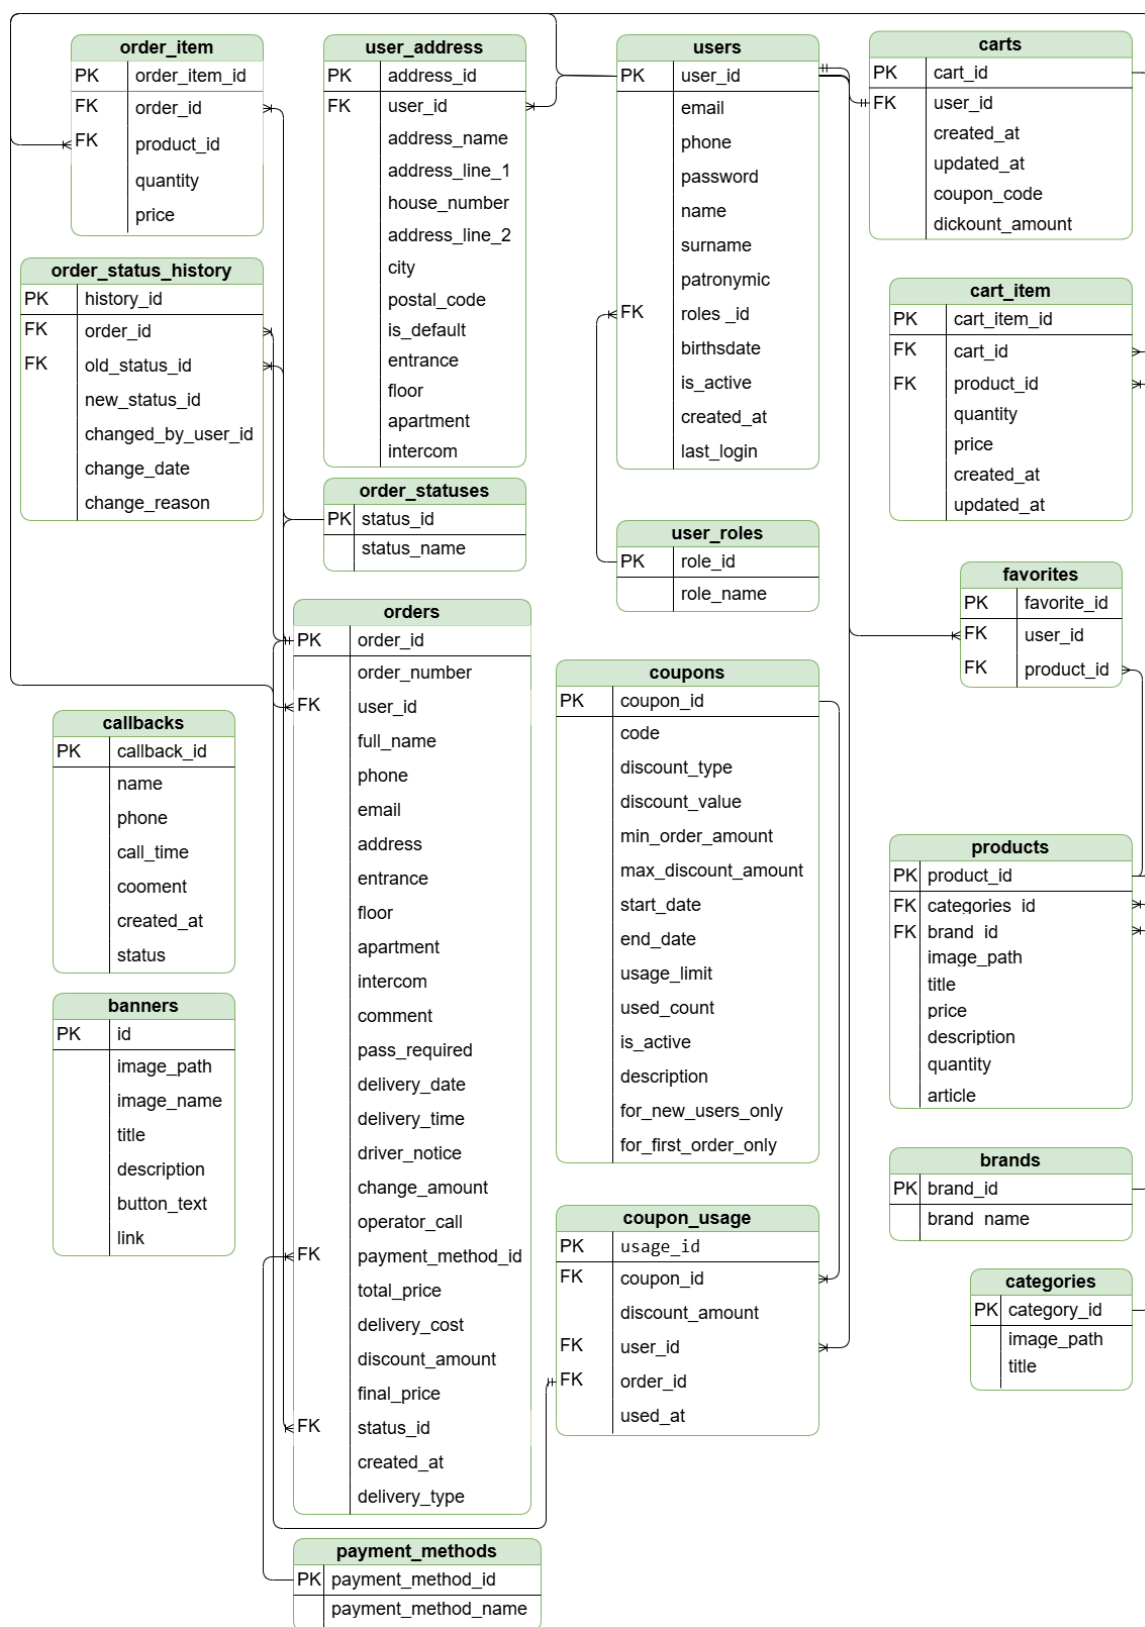 order_item
PK order_item_id
FK order_id
FK product_id
quantity
price
user_address
PK address_id
FK user_id
address_name
address_line_1
house_number
address_line_2
city
postal_code
is_default
entrance
floor
apartment
intercom
users
PK user_id
email
phone
password
name
surname
patronymic
FK roles _id
birthsdate
is_active
created_at
last_login
carts
PK cart_id
FK user_id
created_at
updated_at
coupon_code
dickount_amount
order_status_history
PK history_id
FK order_id
FK old_status_id
new_status_id
changed_by_user_id
change_date
change_reason
cart_item
PK cart_item_id
FK cart_id
FK product_id
quantity
price
created_at
updated_at
order_statuses
PK status_id
status_name
user_roles
PK role_id
role_name
favorites
PK favorite_id
FK user_id
FK product_id
orders
PK order_id
order_number
FK user_id
full_name
phone
email
address
entrance
floor
apartment
intercom
comment
pass_required
delivery_date
delivery_time
driver_notice
change_amount
operator_call
FK payment_method_id
total_price
delivery_cost
discount_amount
final_price
FK status_id
created_at
delivery_type
coupons
PK coupon_id
code
discount_type
discount_value
min_order_amount
max_discount_amount
start_date
end_date
usage_limit
used_count
is_active
description
for_new_users_only
for_first_order_only
callbacks
PK callback_id
name
phone
call_time
cooment
created_at
status
products
PK product_id
FK categories_id
FK brand_id
image_path
title
price
description
quantity
article
banners
PK id
image_path
image_name
title
description
button_text
link
brands
PK brand_id
brand_name
coupon_usage
PK usage_id
FK coupon_id
discount_amount
FK user_id
FK order_id
used_at
categories
PK category_id
image_path
title
payment_methods
PK payment_method_id
payment_method_name